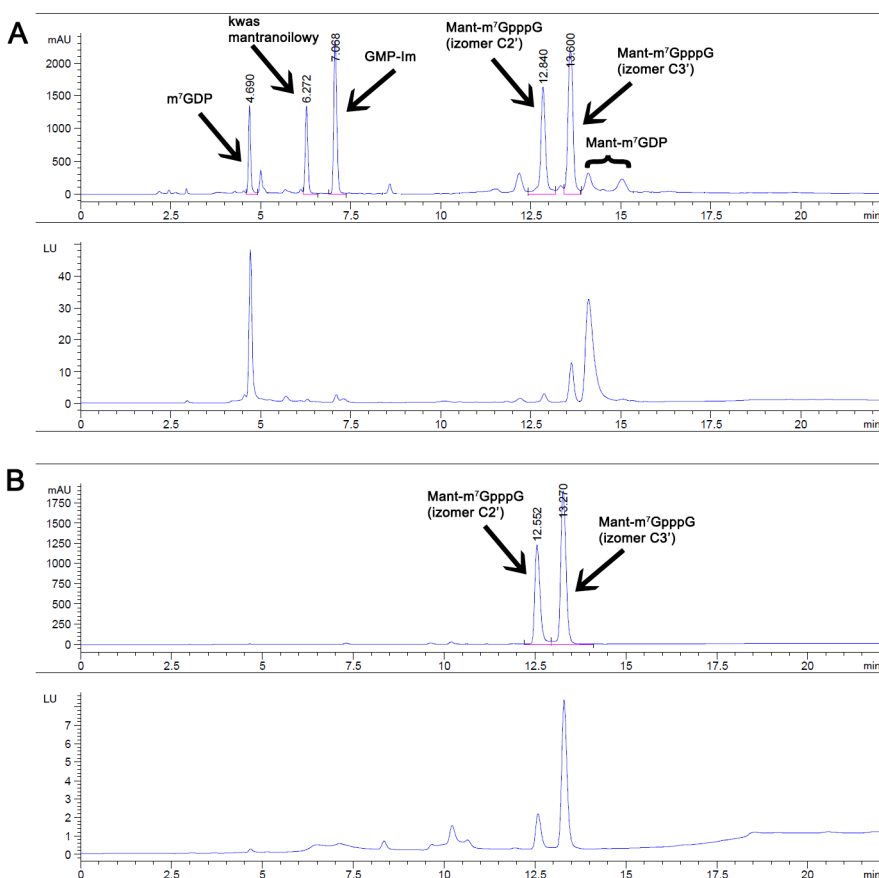 A
mAU
2000
1500
1000
500
0
m⁷GDP
4.690
kwas
mantranoilowy
6.272
7.068
GMP-Im
Mant-m⁷GpppG
(izomer C2')
12.840
13.600
Mant-m⁷GpppG
(izomer C3')
Mant-m⁷GDP
0 2.5 5 7.5 10 12.5 15 17.5 20 min
LU
40
30
20
10
0
0 2.5 5 7.5 10 12.5 15 17.5 20 min
B
mAU
1750
1500
1250
1000
750
500
250
0
Mant-m⁷GpppG
(izomer C2')
12.552
13.270
Mant-m⁷GpppG
(izomer C3')
0 2.5 5 7.5 10 12.5 15 17.5 20 min
LU
7
6
5
4
3
2
1
0
0 2.5 5 7.5 10 12.5 15 17.5 20 min